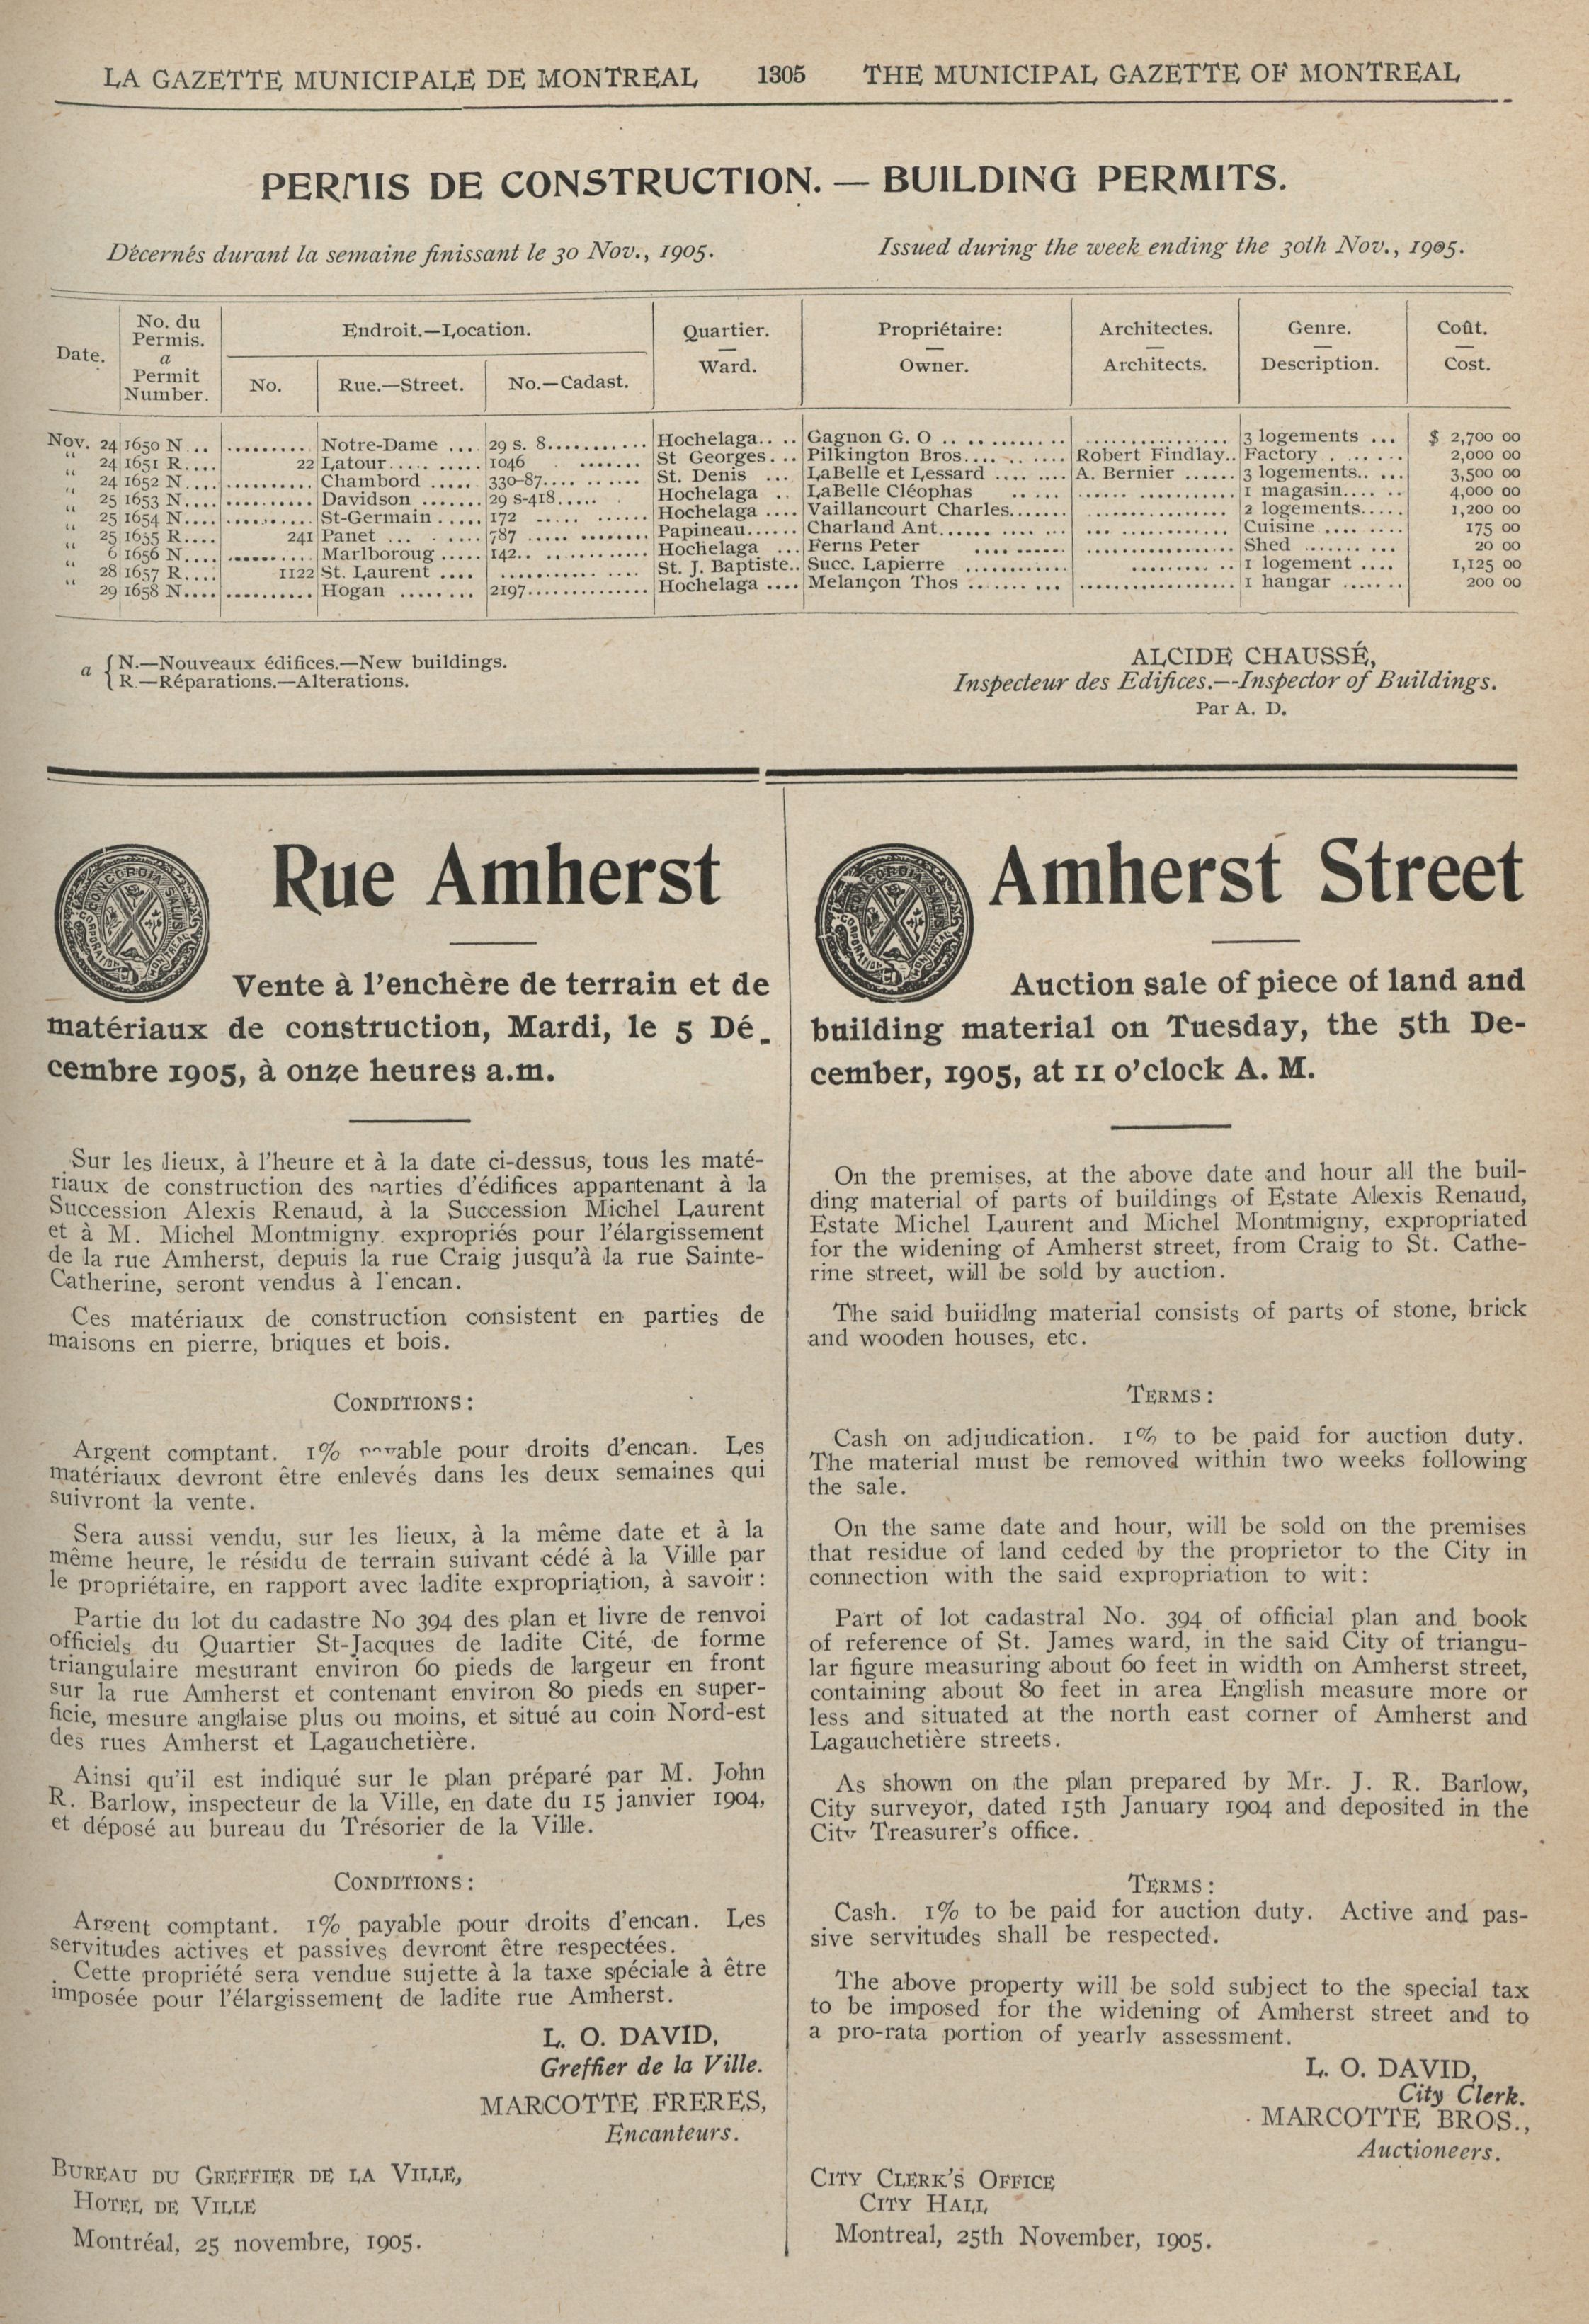 LA GAZETTE MUNICIPALE DE MONTREAL 1305 THE MUNICIPAL GAZETTE OF MONTREAL
PERMIS DE CONSTRUCTION. — BUILDING PERMITS.
Décernés durant la semaine finissant le 30 Nov., 1905. Issued during the week ending the 30th Nov., 1905.
Date. No. du Permis. a Permit Number. Endroit.—Location. Quartier. — Ward. Propriétaire: — Owner. Architectes. — Architects. Genre. — Description. Coût. — Cost.
No. Rue.—Street. No.—Cadast.
Nov. 24 1650 N... ......... Notre-Dame .... 29 s. 8........... Hochelaga.. .. Gagnon G. O .. ........... ............... 3 logements ... $ 2,700 00
" 24 1651 R.... 22 Latour..... ...... 1046 . ....... St Georges. .. Pilkington Bros.... .. ..... Robert Findlay.. Factory . ...... 2,000 00
" 24 1652 N.... .......... Chambord ..... 330-87.... ...... St. Denis ... LaBelle et Lessard .... .... A. Bernier ...... 3 logements.. ... 3,500 00
" 25 1653 N.... .......... Davidson ....... 29 s-418..... . Hochelaga .. LaBelle Cléophas .. ... ...... .......... 1 magasin.... .. 4,000 00
" 25 1654 N.... .......... St-Germain ..... 172 ..... ...... Hochelaga .... Vaillancourt Charles....... ............... 2 logements..... 1,200 00
" 25 1655 R.... 241 Panet ... . .... 787 ..... ........ Papineau...... Charland Ant...... .... ... ... ............ Cuisine .... .... 175 00
" 6 1656 N.... ......... Marlboroug ..... 142.. ........... Hochelaga ... Ferns Peter .... ...... ................ Shed ....... ... 20 00
" 28 1657 R.... 1122 St. Laurent .... ........... .... St. J. Baptiste.. Succ. Lapierre ........... ......... .. 1 logement .... 1,125 00
" 29 1658 N.... .......... Hogan ........ 2197.............. Hochelaga .... Melançon Thos ....... ... ................ 1 hangar ....... 200 00
a { N.—Nouveaux édifices.—New buildings.
R.—Réparations.—Alterations.
ALCIDE CHAUSSÉ,
Inspecteur des Edifices.—-Inspector of Buildings.
Par A. D.
Rue Amherst
Vente à l'enchère de terrain et de
matériaux de construction, Mardi, le 5 Dé-
cembre 1905, à onze heures a.m.
Sur les lieux, à l'heure et à la date ci-dessus, tous les maté-
riaux de construction des parties d'édifices appartenant à la
Succession Alexis Renaud, à la Succession Michel Laurent
et à M. Michel Montmigny. expropriés pour l'élargissement
de la rue Amherst, depuis la rue Craig jusqu'à la rue Sainte-
Catherine, seront vendus à l'encan.
Ces matériaux de construction consistent en parties de
maisons en pierre, briques et bois.
CONDITIONS :
Argent comptant. 1% payable pour droits d'encan. Les
matériaux devront être enlevés dans les deux semaines qui
suivront la vente.
Sera aussi vendu, sur les lieux, à la même date et à la
même heure, le résidu de terrain suivant cédé à la Ville par
le propriétaire, en rapport avec ladite expropriation, à savoir :
Partie du lot du cadastre No 394 des plan et livre de renvoi
officiels du Quartier St-Jacques de ladite Cité, de forme
triangulaire mesurant environ 60 pieds de largeur en front
sur la rue Amherst et contenant environ 80 pieds en super-
ficie, mesure anglaise plus ou moins, et situé au coin Nord-est
des rues Amherst et Lagauchetière.
Ainsi qu'il est indiqué sur le plan préparé par M. John
R. Barlow, inspecteur de la Ville, en date du 15 janvier 1904,
et déposé au bureau du Trésorier de la Ville.
CONDITIONS :
Argent comptant. 1% payable pour droits d'encan. Les
servitudes actives et passives devront être respectées.
Cette propriété sera vendue sujette à la taxe spéciale à être
imposée pour l'élargissement de ladite rue Amherst.
L. O. DAVID,
Greffier de la Ville.
MARCOTTE FRERES,
Encanteurs.
BUREAU DU GREFFIER DE LA VILLE,
HOTEL DE VILLE
Montréal, 25 novembre, 1905.
Amherst Street
Auction sale of piece of land and
building material on Tuesday, the 5th De-
cember, 1905, at 11 o'clock A. M.
On the premises, at the above date and hour all the buil-
ding material of parts of buildings of Estate Alexis Renaud,
Estate Michel Laurent and Michel Montmigny, expropriated
for the widening of Amherst street, from Craig to St. Cathe-
rine street, will be sold by auction.
The said buiidlng material consists of parts of stone, brick
and wooden houses, etc.
TERMS :
Cash on adjudication. 1% to be paid for auction duty.
The material must be removed within two weeks following
the sale.
On the same date and hour, will be sold on the premises
that residue of land ceded by the proprietor to the City in
connection with the said expropriation to wit :
Part of lot cadastral No. 394 of official plan and book
of reference of St. James ward, in the said City of triangu-
lar figure measuring about 60 feet in width on Amherst street,
containing about 80 feet in area English measure more or
less and situated at the north east corner of Amherst and
Lagauchetière streets.
As shown on the plan prepared by Mr. J. R. Barlow,
City surveyor, dated 15th January 1904 and deposited in the
City Treasurer's office.
TERMS :
Cash. 1% to be paid for auction duty. Active and pas-
sive servitudes shall be respected.
The above property will be sold subject to the special tax
to be imposed for the widening of Amherst street and to
a pro-rata portion of yearly assessment.
L. O. DAVID,
City Clerk.
MARCOTTE BROS.,
Auctioneers.
CITY CLERK'S OFFICE
CITY HALL
Montreal, 25th November, 1905.